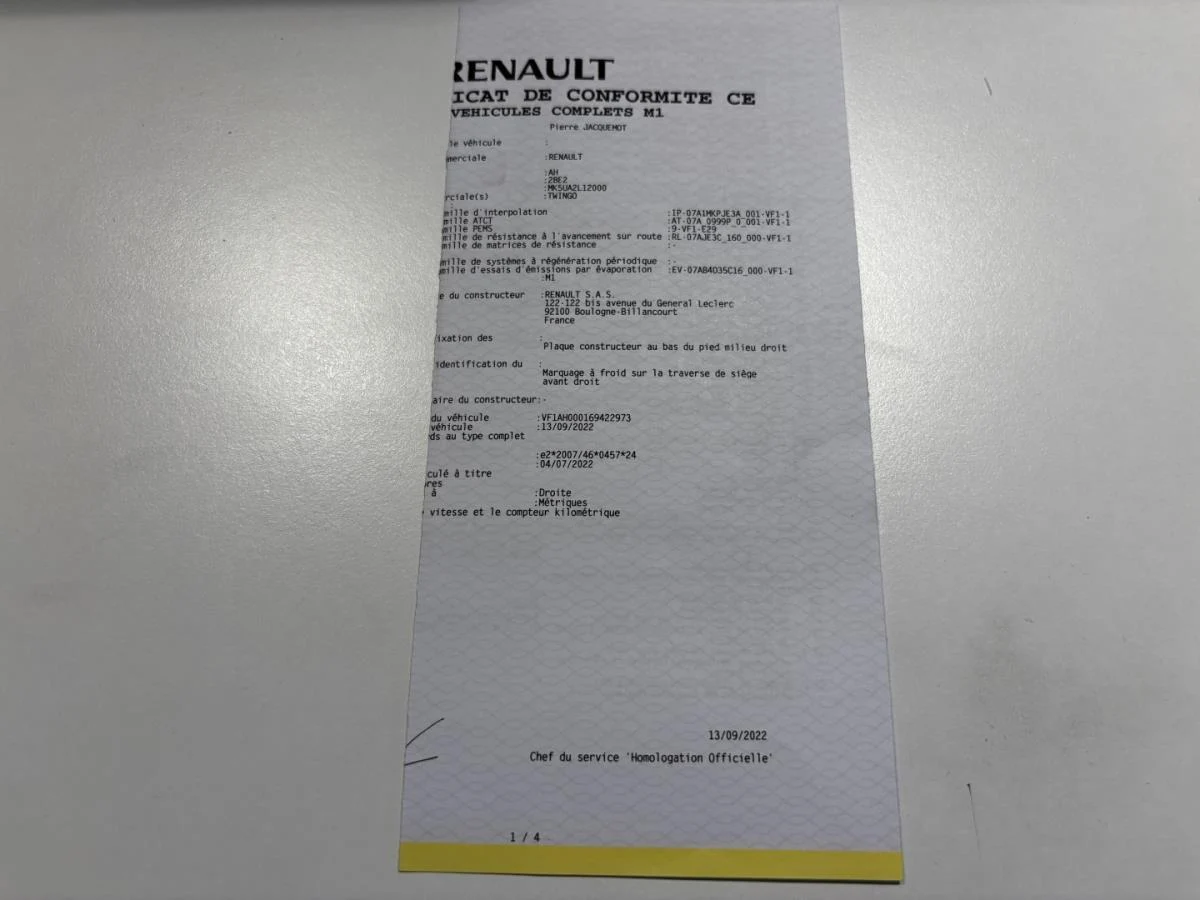 RENAULT
ICAT DE CONFORMITE CE
VEHICULES COMPLETS M1
Pierre JACQUEMOT
le véhicule :
merciale :RENAULT
:AH
:2BE2
:MK5UA2L12000
rciale(s) :TWINGO
:
mille d'interpolation :IP-07A1MKPJE3A_001-VF1-1
mille ATCT :AT-07A_0999P_0_001-VF1-1
mille PEMS :9-VF1-E29
mille de résistance à l'avancement sur route :RL-07AJE3C_160_000-VF1-1
mille de matrices de résistance :-
mille de systèmes à régénération périodique :-
mille d'essais d'émissions par évaporation :EV-07AB4D35C16_000-VF1-1
:M1
e du constructeur :RENAULT S.A.S.
122-122 bis avenue du General Leclerc
92100 Boulogne-Billancourt
France
ixation des :
Plaque constructeur au bas du pied milieu droit
identification du :
Marquage à froid sur la traverse de siège
avant droit
aire du constructeur:-
du véhicule :VF1AH000169422973
véhicule :13/09/2022
ds au type complet
:e2*2007/46*0457*24
:04/07/2022
culé à titre
res
à :Droite
:Métriques
vitesse et le compteur kilométrique
13/09/2022
Chef du service 'Homologation Officielle'
1 / 4